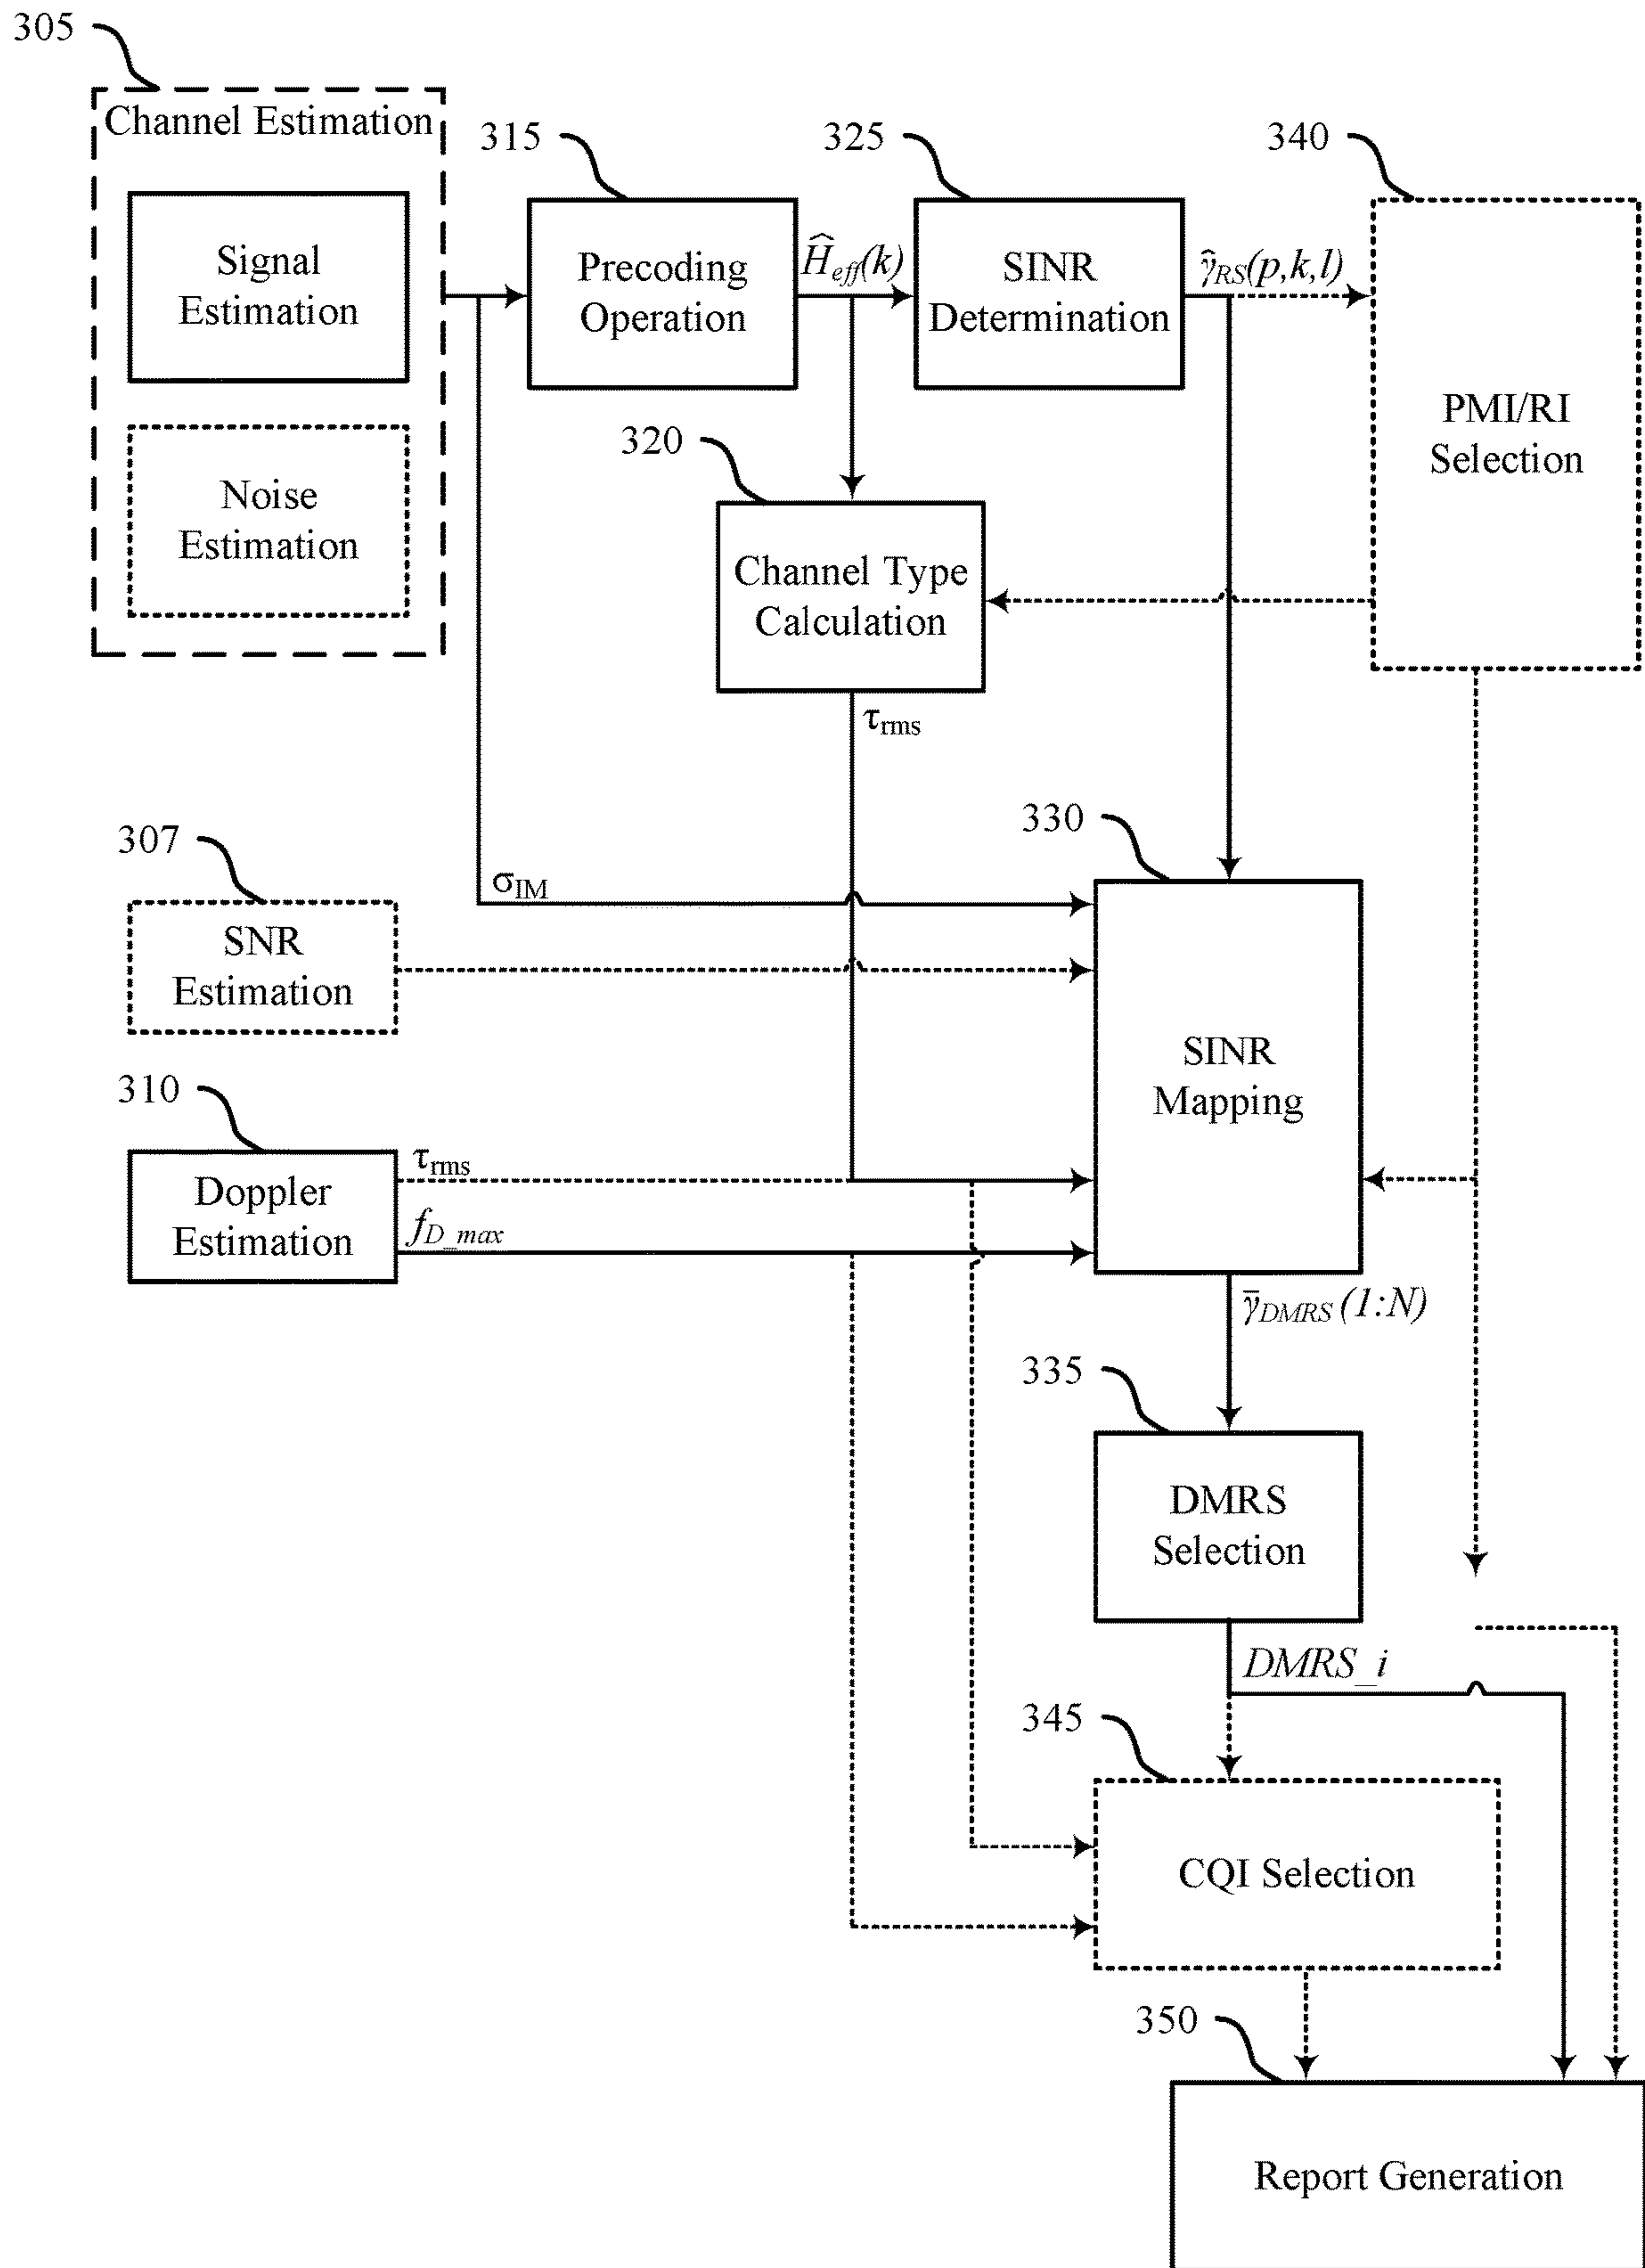 305
Channel Estimation
Signal
Estimation
Noise
Estimation
315
Precoding
Operation
Ĥeff(k)
325
SINR
Determination
γ̂RS(p,k,l)
340
PMI/RI
Selection
320
Channel Type
Calculation
τrms
307
SNR
Estimation
σIM
330
SINR
Mapping
310
Doppler
Estimation
τrms
fD_max
γ̄DMRS(1:N)
335
DMRS
Selection
DMRS_i
345
CQI Selection
350
Report Generation